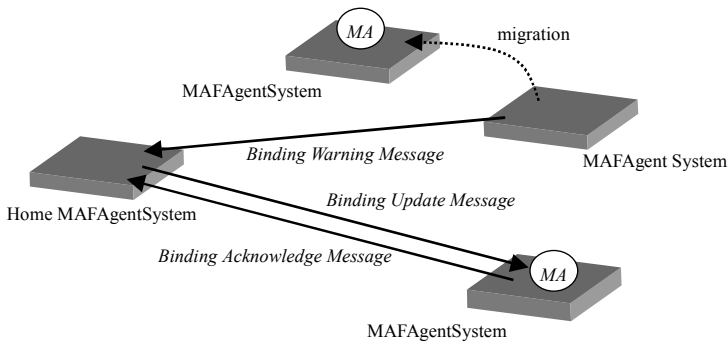 MA
migration
MAFAgentSystem
Binding Warning Message
MAFAgent System
Home MAFAgentSystem
Binding Update Message
Binding Acknowledge Message
MA
MAFAgentSystem